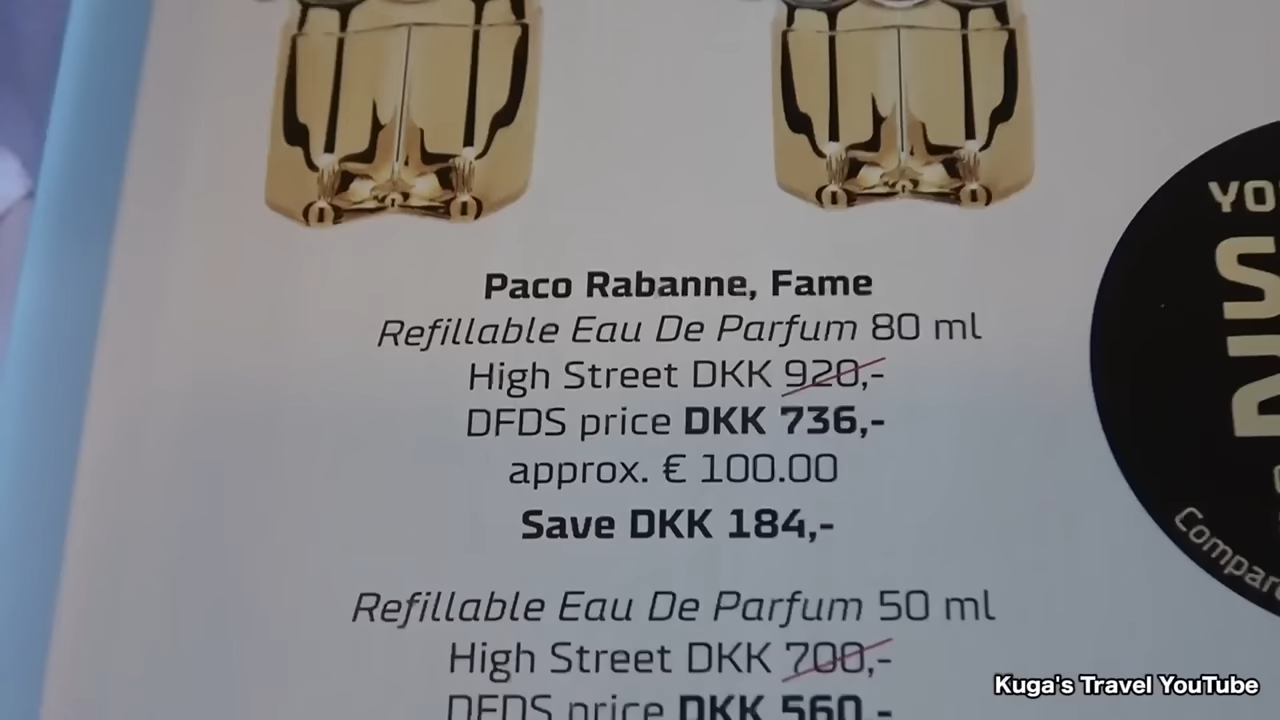 Paco Rabanne, Fame
Refillable Eau De Parfum 80 ml
High Street DKK 920,-
DFDS price DKK 736,-
approx. € 100.00
Save DKK 184,-
Refillable Eau De Parfum 50 ml
High Street DKK 700,-
DFDS price DKK 560,-
YO
Compar
Kuga's Travel YouTube